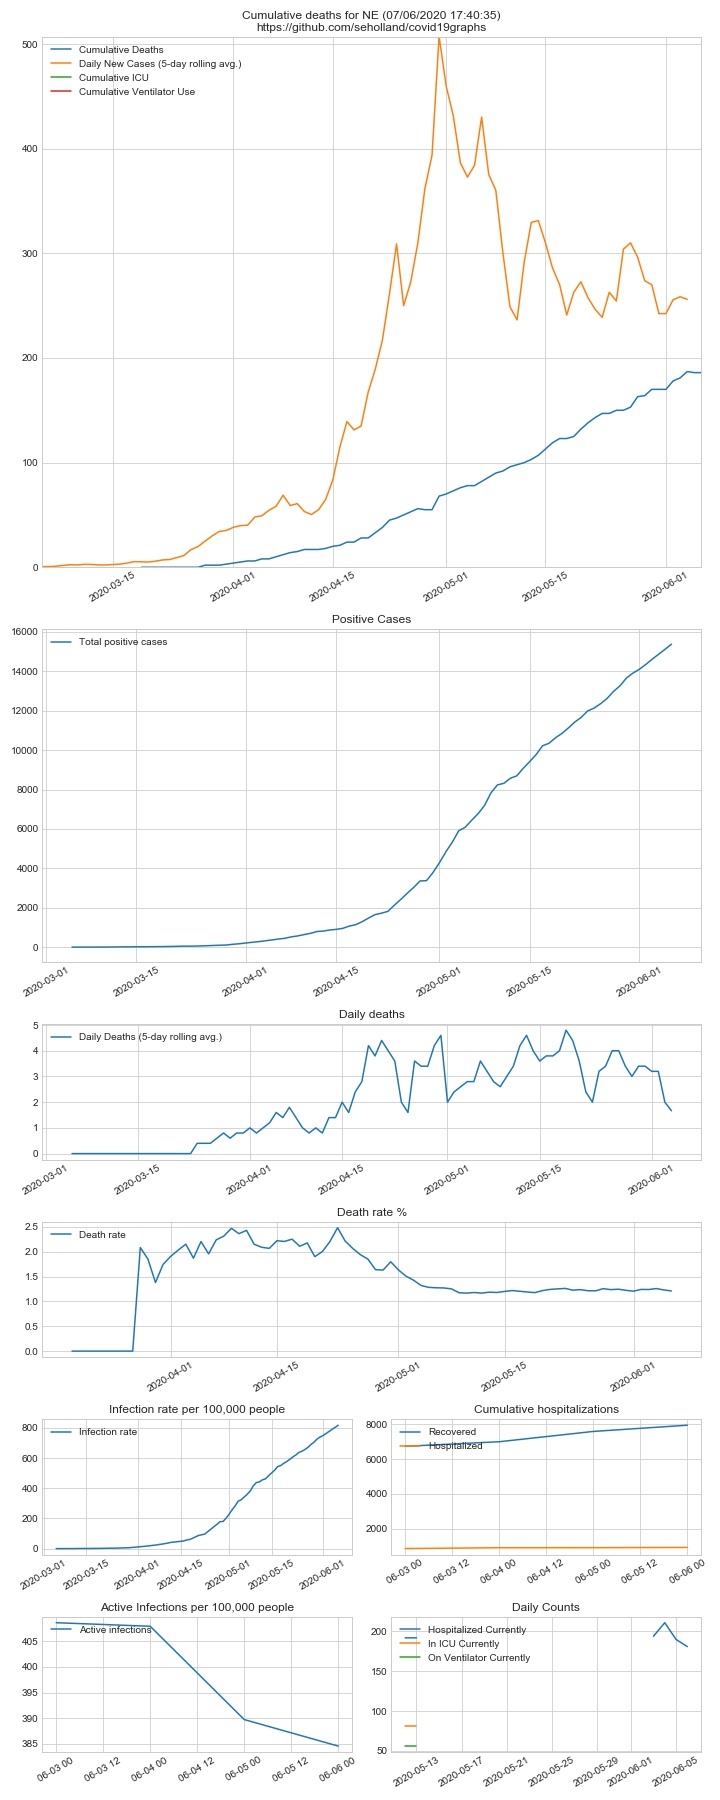 Cumulative deaths for NE (07/06/2020 17:40:35)
https://github.com/seholland/covid19graphs
Cumulative Deaths
Daily New Cases (5-day rolling avg.)
Cumulative ICU
Cumulative Ventilator Use
500
400
300
200
100
0
2020-03-15 2020-04-01 2020-04-15 2020-05-01 2020-05-15 2020-06-01
Positive Cases
Total positive cases
16000
14000
12000
10000
8000
6000
4000
2000
0
2020-03-01 2020-03-15 2020-04-01 2020-04-15 2020-05-01 2020-05-15 2020-06-01
Daily deaths
Daily Deaths (5-day rolling avg.)
5
4
3
2
1
0
2020-03-01 2020-03-15 2020-04-01 2020-04-15 2020-05-01 2020-05-15 2020-06-01
Death rate %
Death rate
2.5
2.0
1.5
1.0
0.5
0.0
2020-04-01 2020-04-15 2020-05-01 2020-05-15 2020-06-01
Infection rate per 100,000 people
Infection rate
800
600
400
200
0
2020-03-01 2020-03-15 2020-04-01 2020-04-15 2020-05-01 2020-05-15 2020-06-01
Cumulative hospitalizations
Recovered
Hospitalized
8000
6000
4000
2000
06-03 00 06-03 12 06-04 00 06-04 12 06-05 00 06-05 12 06-06 00
Active Infections per 100,000 people
Active infections
405
400
395
390
385
06-03 00 06-03 12 06-04 00 06-04 12 06-05 00 06-05 12 06-06 00
Daily Counts
Hospitalized Currently
In ICU Currently
On Ventilator Currently
200
150
100
50
2020-05-13 2020-05-17 2020-05-21 2020-05-25 2020-05-29 2020-06-01 2020-06-05